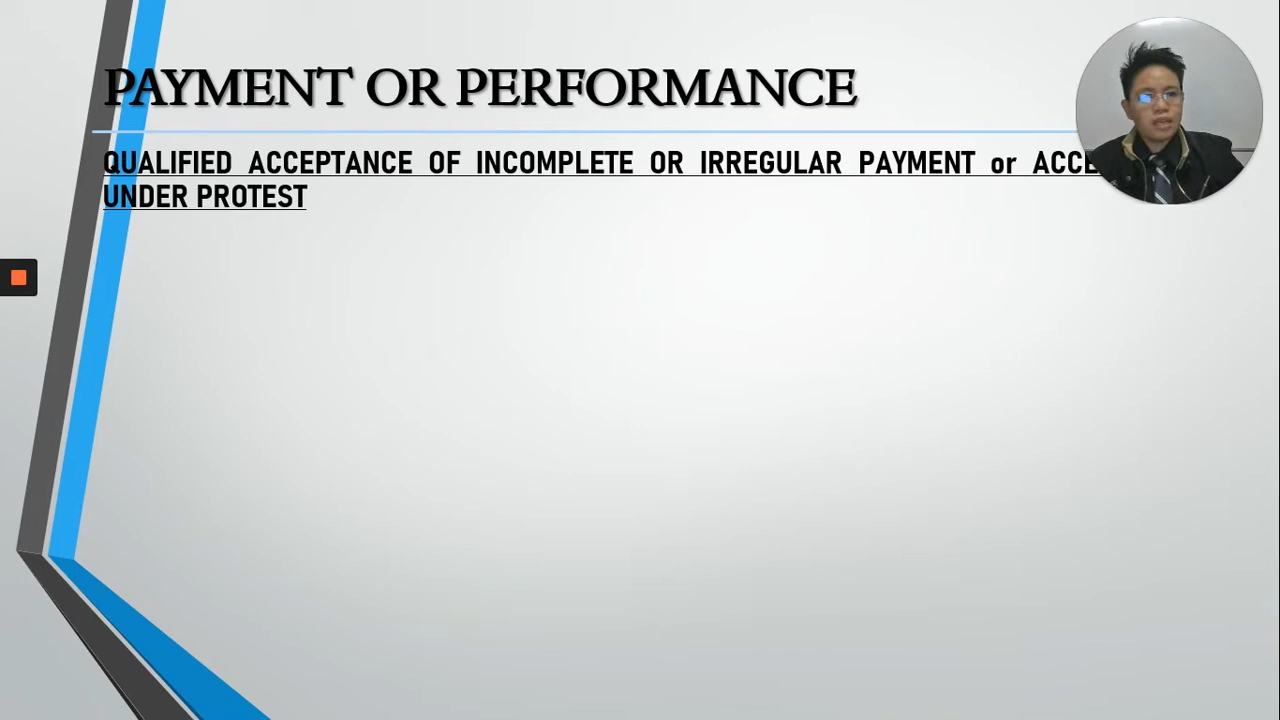 PAYMENT OR PERFORMANCE
QUALIFIED ACCEPTANCE OF INCOMPLETE OR IRREGULAR PAYMENT or
UNDER PROTEST